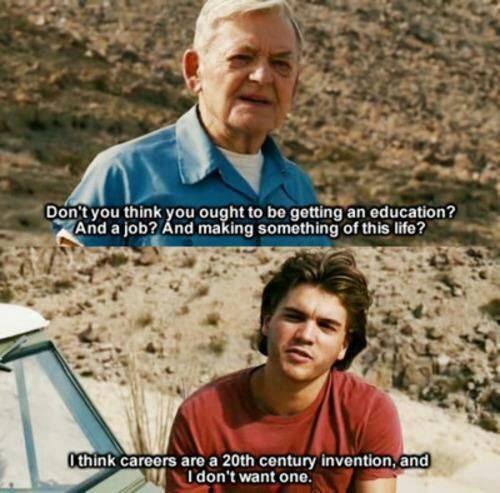 Don't you think you ought to be getting an education?
And a job? And making something of this life?
I think careers are a 20th century invention, and
I don't want one.